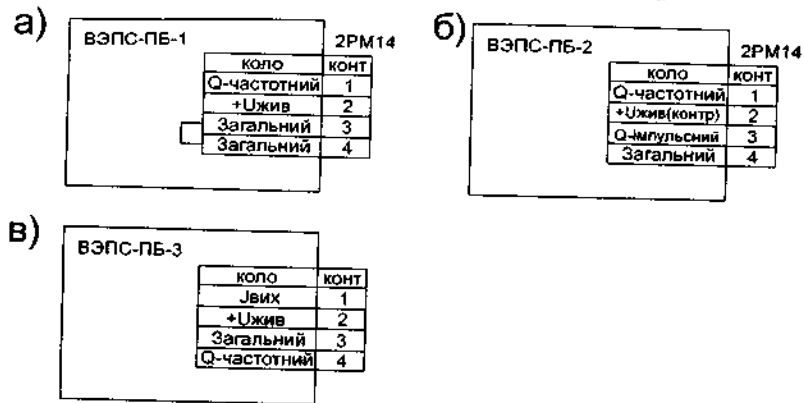 а)
ВЭПС-ПБ-1
2РМ14
коло конт
Q-частотний 1
+Uжив 2
Загальний 3
Загальний 4
б)
ВЭПС-ПБ-2
2РМ14
коло конт
Q-частотний 1
+Uжив(контр) 2
Q-імпульсний 3
Загальний 4
в)
ВЭПС-ПБ-3
коло конт
Jвих 1
+Uжив 2
Загальний 3
Q-частотний 4